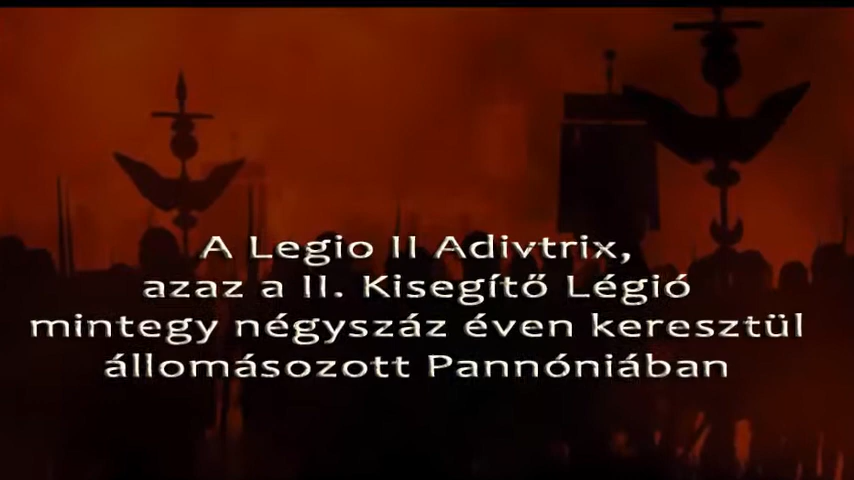 A Legio II Adivtrix,
azaz a II. Kisegítő Légió
mintegy négyszáz éven keresztül
állomásozott Pannóniában